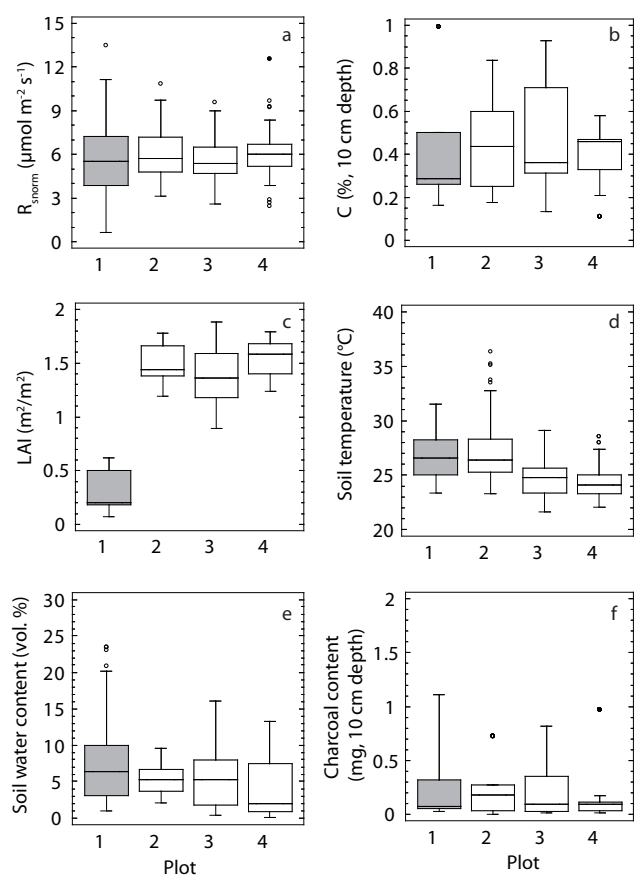 15
12
9
6
3
0
R_snorm (µmol m⁻² s⁻¹)
a
1 2 3 4
1
0.8
0.6
0.4
0.2
0
C (%, 10 cm depth)
b
1 2 3 4
2
1.5
1
0.5
0
LAI (m²/m²)
c
1 2 3 4
40
35
30
25
20
Soil temperature (°C)
d
1 2 3 4
30
25
20
15
10
5
0
Soil water content (vol. %)
e
1 2 3 4
Plot
2
1.5
1
0.5
0
Charcoal content
(mg, 10 cm depth)
f
1 2 3 4
Plot